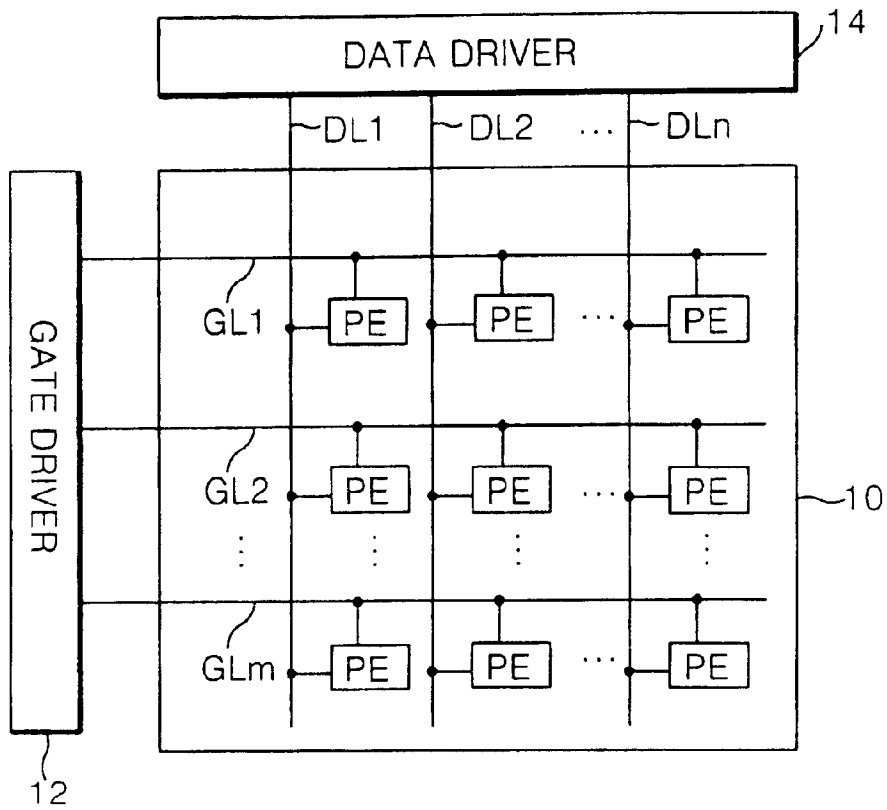 14
DATA DRIVER
DL1 DL2 ... DLn
GATE DRIVER
GL1 PE PE ... PE
GL2 PE PE ... PE
10
GLm PE PE ... PE
12